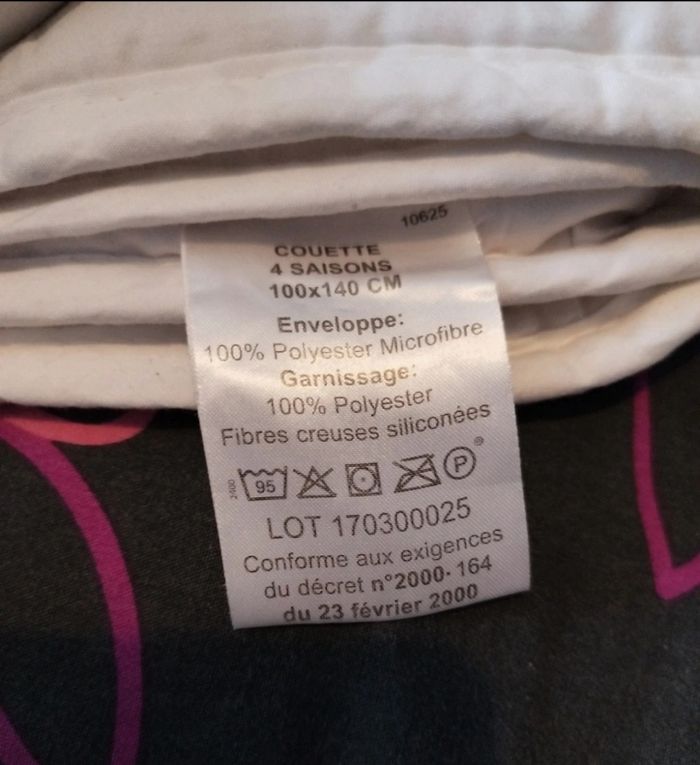 10625
COUETTE
4 SAISONS
100x140 CM
Enveloppe:
100% Polyester Microfibre
Garnissage:
100% Polyester
Fibres creuses siliconées
95 P
LOT 170300025
Conforme aux exigences
du décret n°2000-164
du 23 février 2000